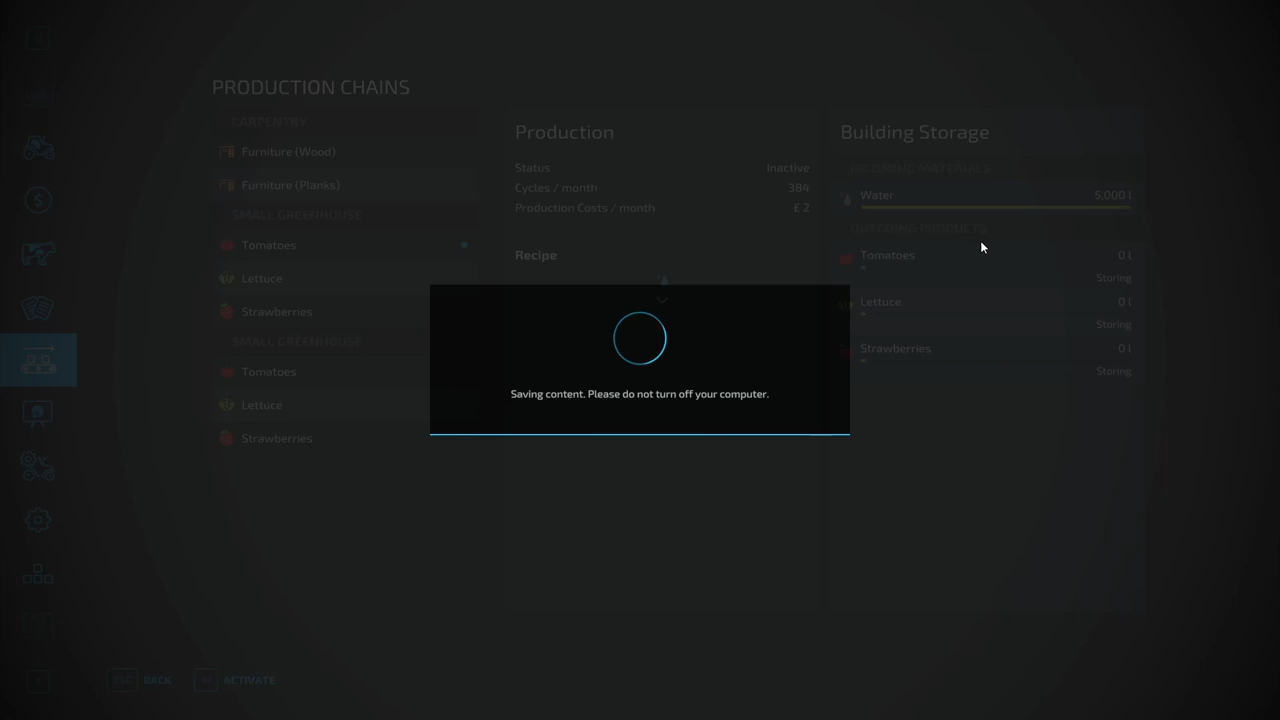 PRODUCTION CHAINS
CARPENTRY
Furniture (Wood)
Furniture (Planks)
SMALL GREENHOUSE
Tomatoes
Lettuce
Strawberries
SMALL GREENHOUSE
Tomatoes
Lettuce
Strawberries
Production
Status Inactive
Cycles / month 384
Production Costs / month £ 2
Recipe
Building Storage
INCOMING MATERIALS
Water 5,000 l
OUTGOING PRODUCTS
Tomatoes 0 l
Storing
Lettuce 0 l
Storing
Strawberries 0 l
Storing
Saving content. Please do not turn off your computer.
ESC BACK ACTIVATE